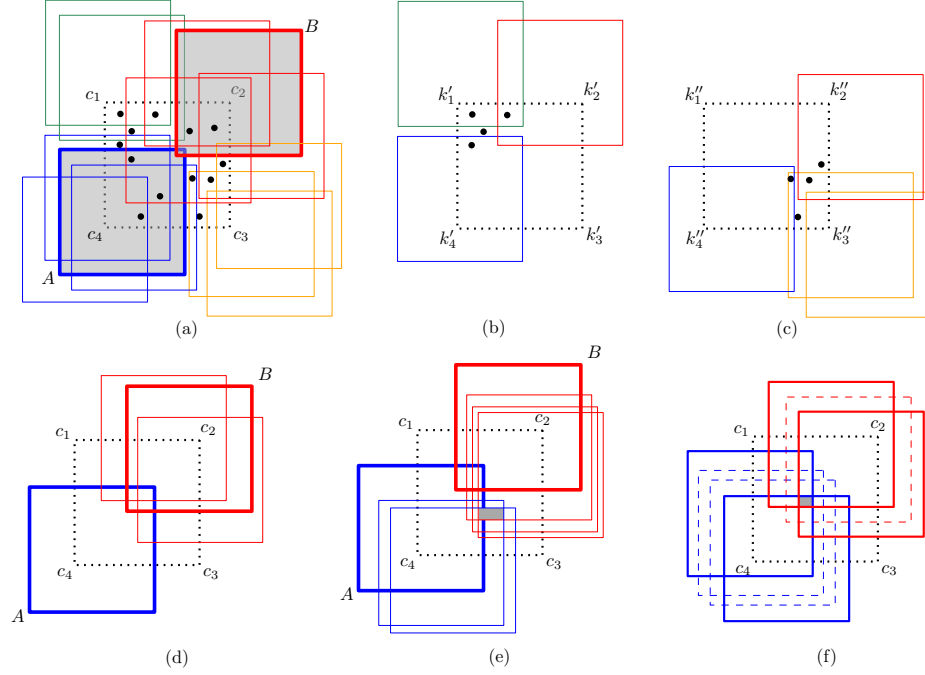 B
c1 c2
c4 c3
A
(a)
k′1 k′2
k′4 k′3
(b)
k″1 k″2
k″4 k″3
(c)
B
c1 c2
c4 c3
A
(d)
B
c1 c2
c4 c3
A
(e)
c1 c2
c4 c3
(f)